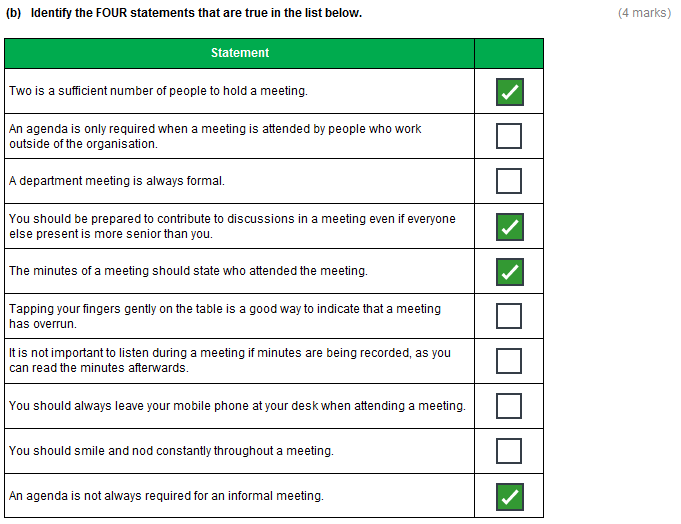 (b) Identify the FOUR statements that are true in the list below. (4 marks)
Statement
Two is a sufficient number of people to hold a meeting.
An agenda is only required when a meeting is attended by people who work
outside of the organisation.
A department meeting is always formal.
You should be prepared to contribute to discussions in a meeting even if everyone
else present is more senior than you.
The minutes of a meeting should state who attended the meeting.
Tapping your fingers gently on the table is a good way to indicate that a meeting
has overrun.
It is not important to listen during a meeting if minutes are being recorded, as you
can read the minutes afterwards.
You should always leave your mobile phone at your desk when attending a meeting.
You should smile and nod constantly throughout a meeting.
An agenda is not always required for an informal meeting.